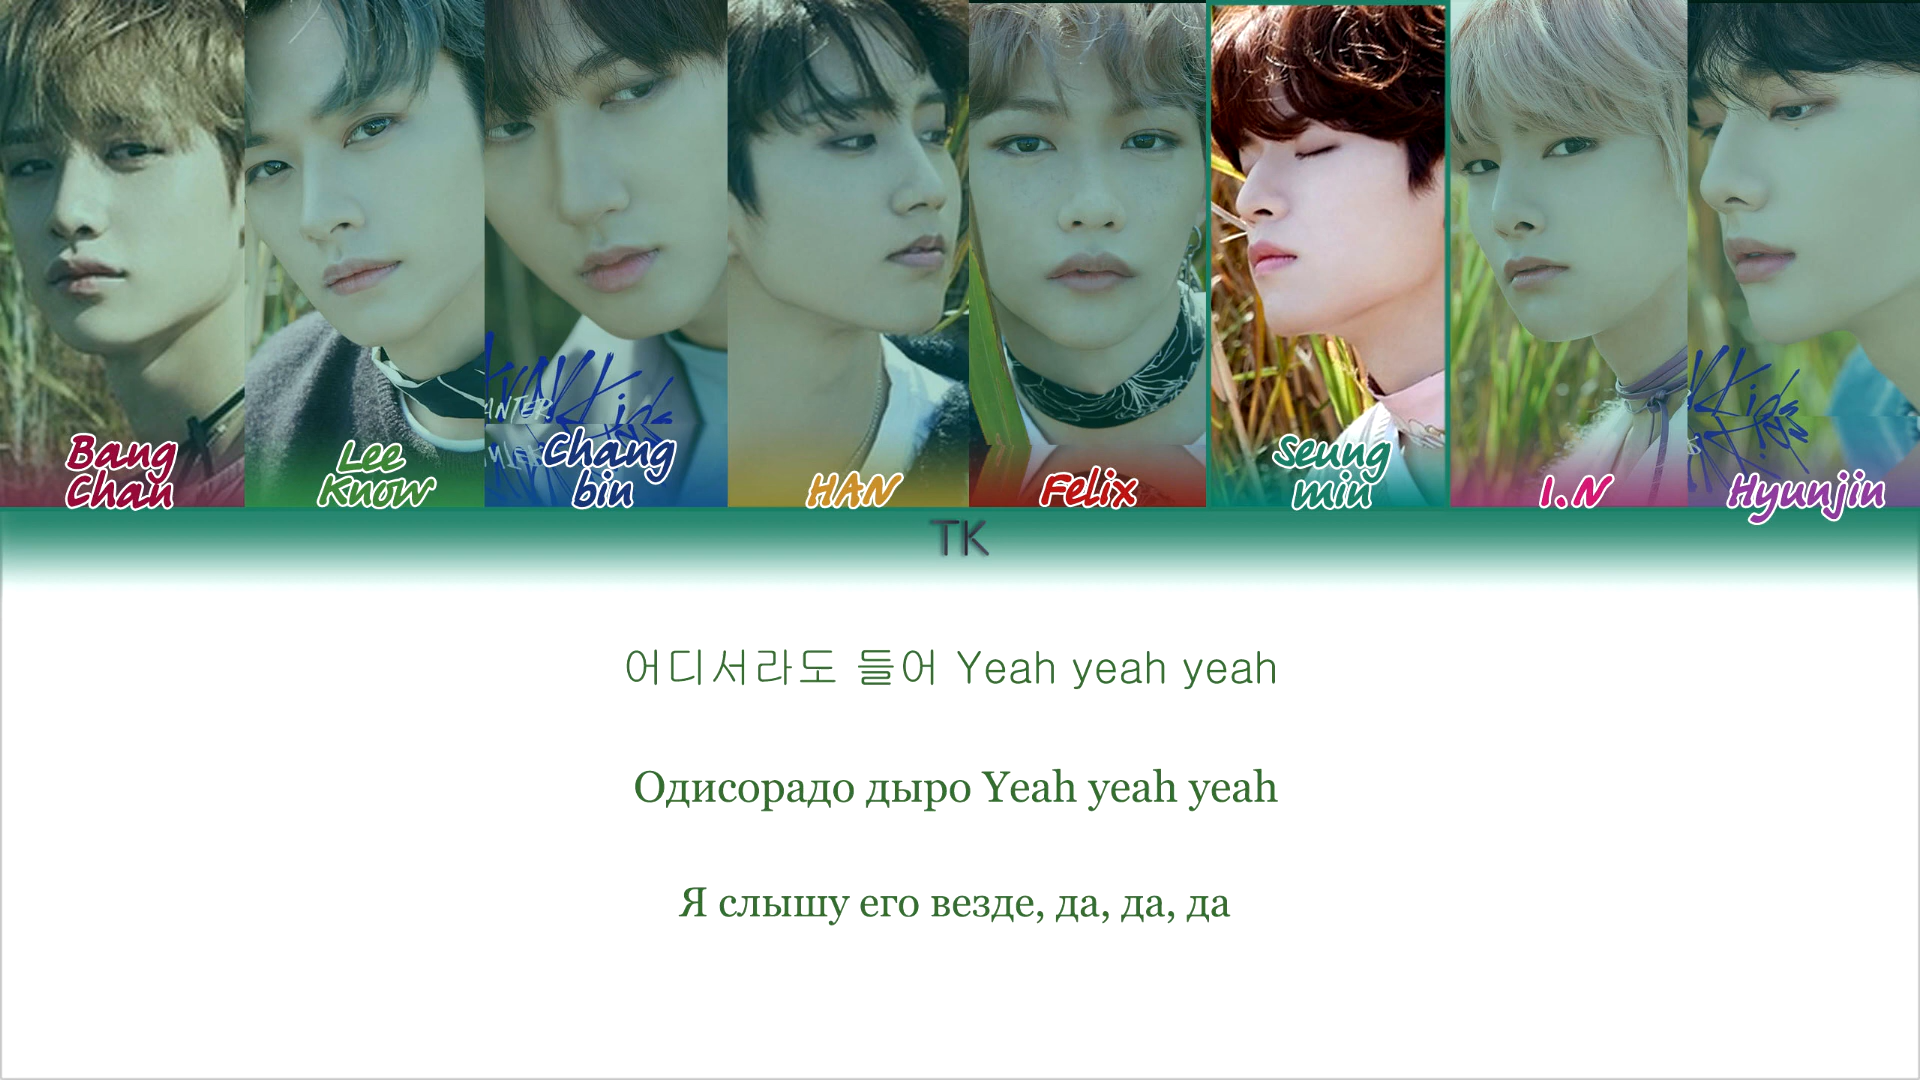 Bang
Chan
Lee
Know
Chang
bin
HAN
Felix
Seung
min
I.N
Hyunjin
TK
어디서라도 들어 Yeah yeah yeah
Одисорадо дыро Yeah yeah yeah
Я слышу его везде, да, да, да